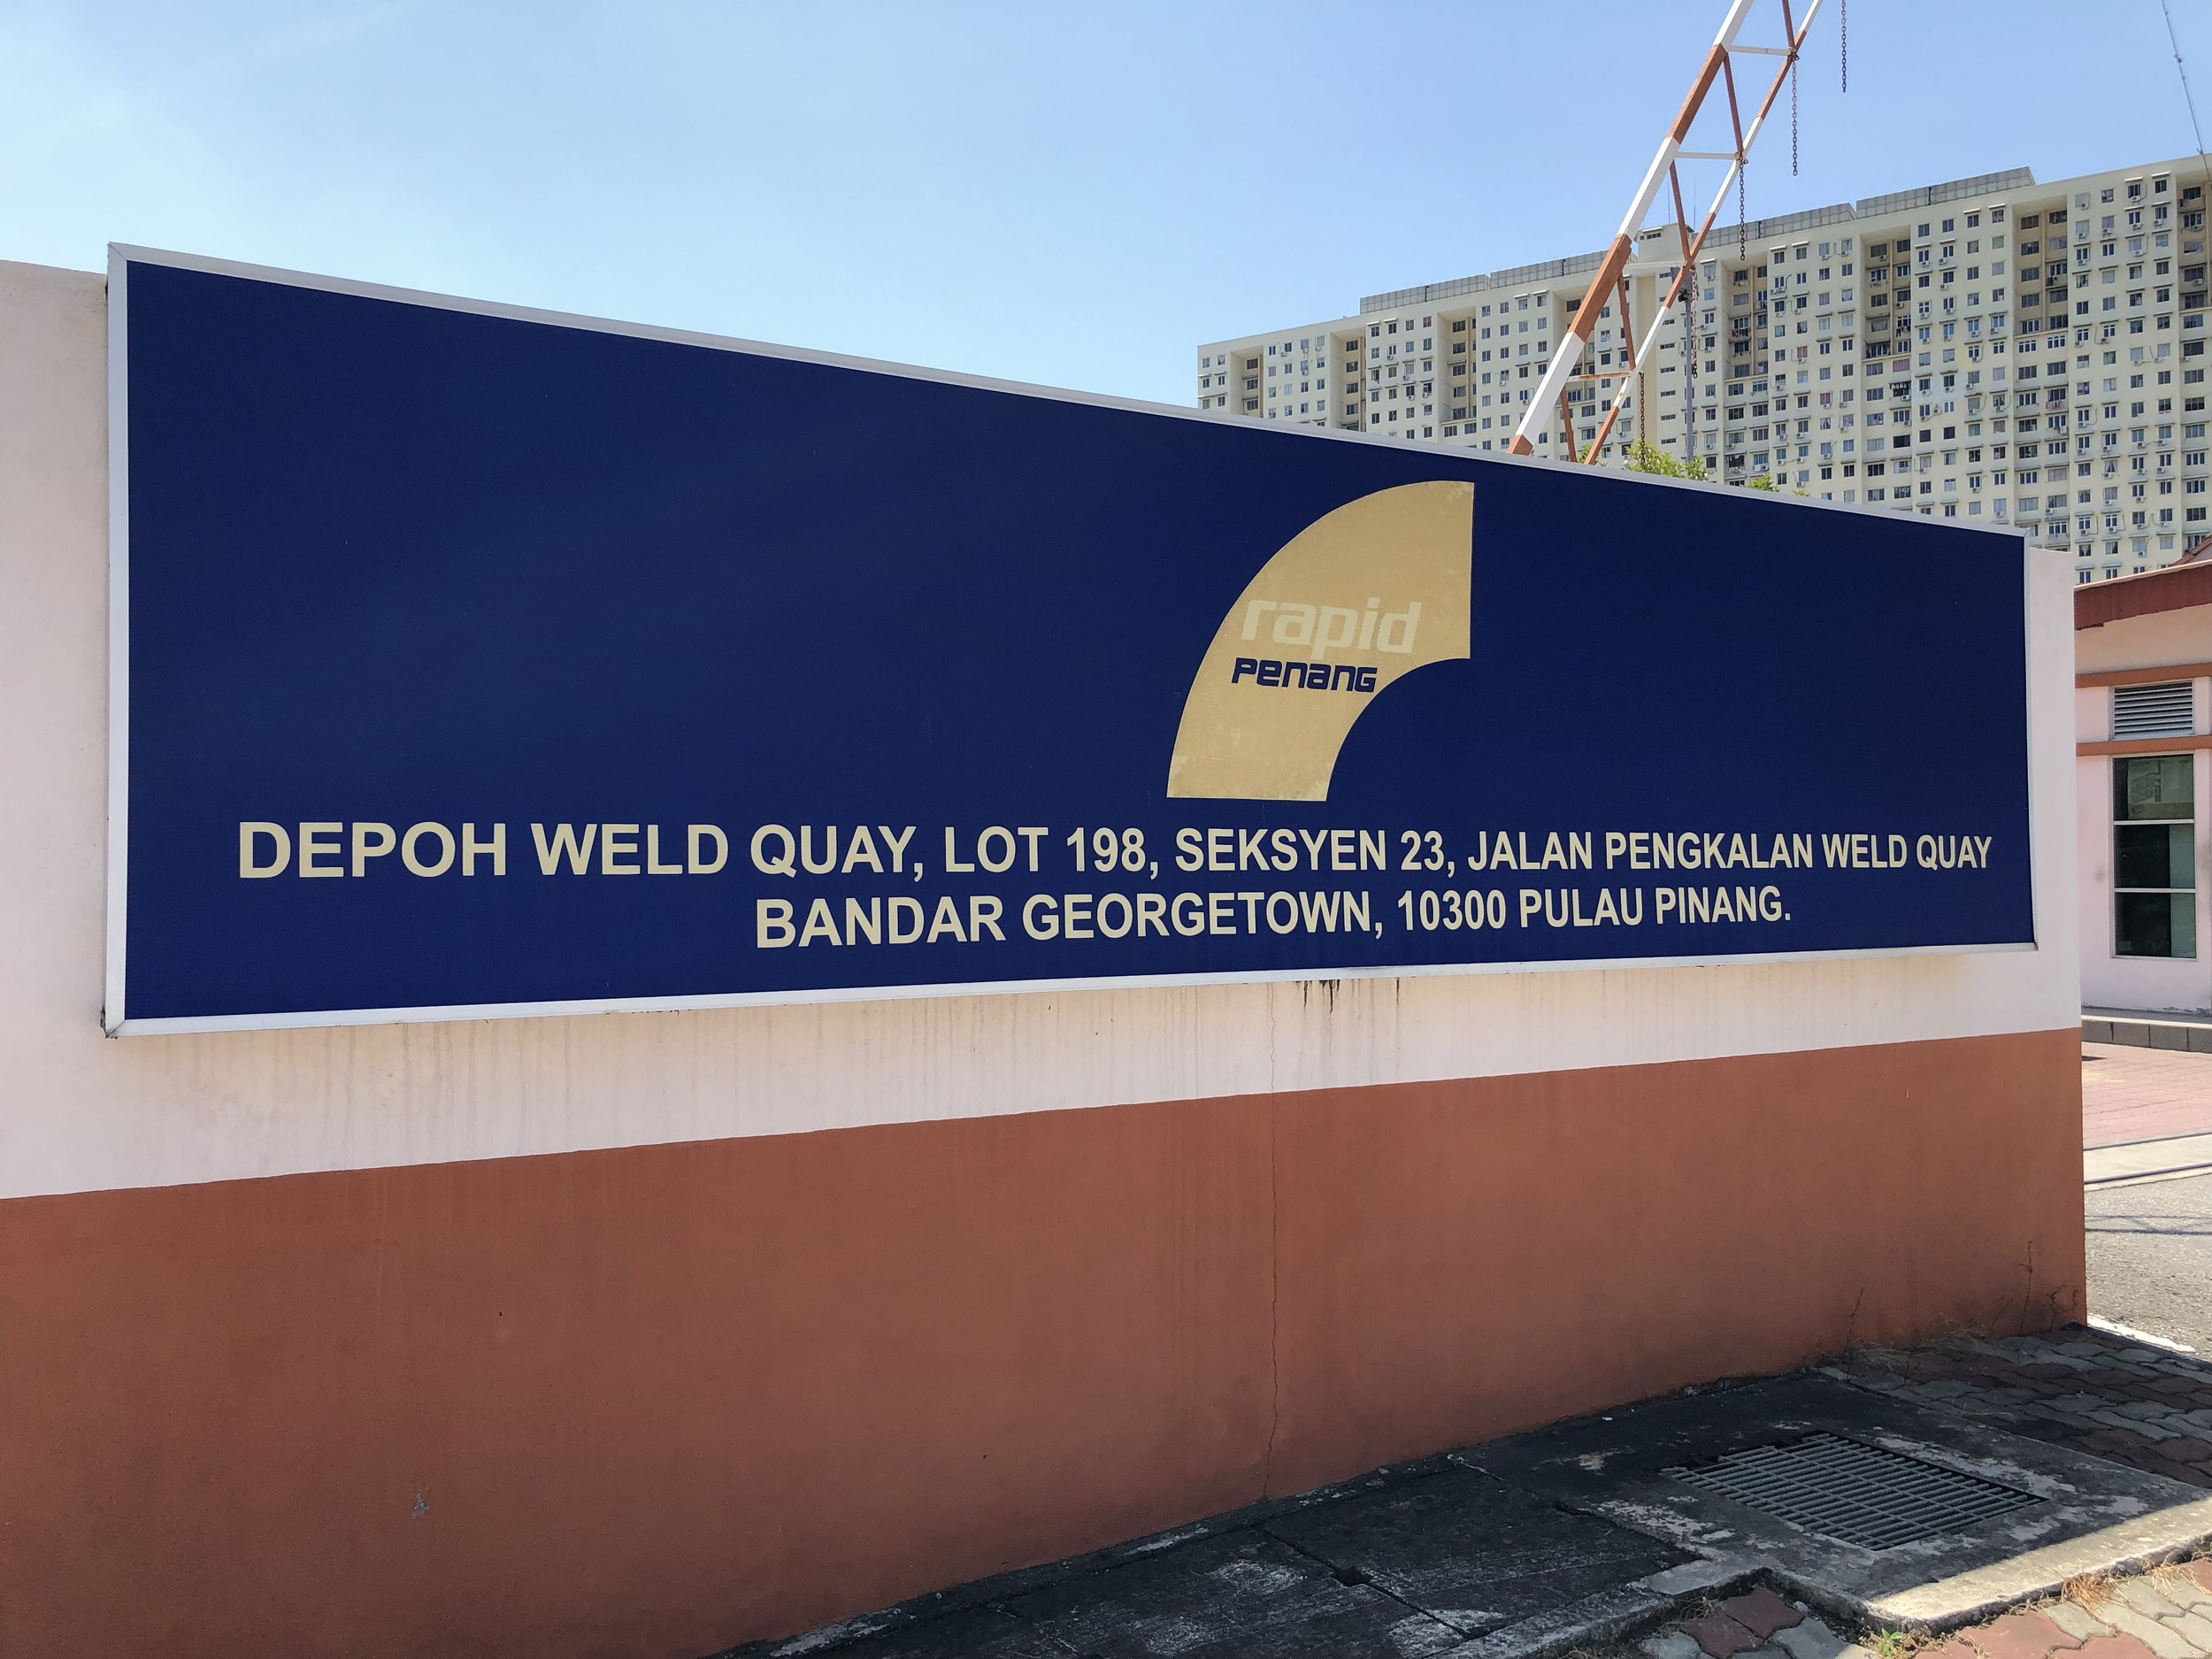 rapid
PENANG
DEPOH WELD QUAY, LOT 198, SEKSYEN 23, JALAN PENGKALAN WELD QUAY
BANDAR GEORGETOWN, 10300 PULAU PINANG.